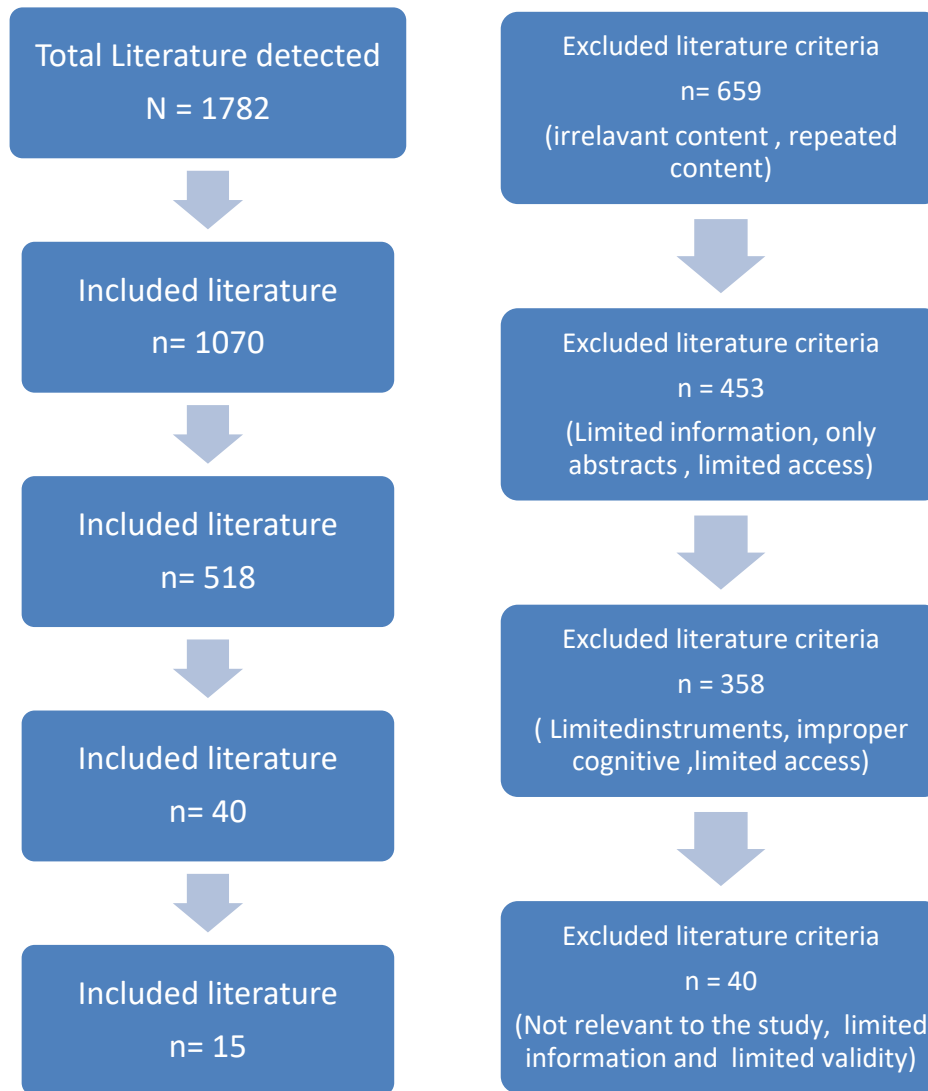 Total Literature detected
N = 1782
Included literature
n= 1070
Included literature
n= 518
Included literature
n= 40
Included literature
n= 15
Excluded literature criteria
n= 659
(irrelavant content , repeated
content)
Excluded literature criteria
n = 453
(Limited information, only
abstracts , limited access)
Excluded literature criteria
n = 358
( Limitedinstruments, improper
cognitive ,limited access)
Excluded literature criteria
n = 40
(Not relevant to the study,  limited
information and  limited validity)